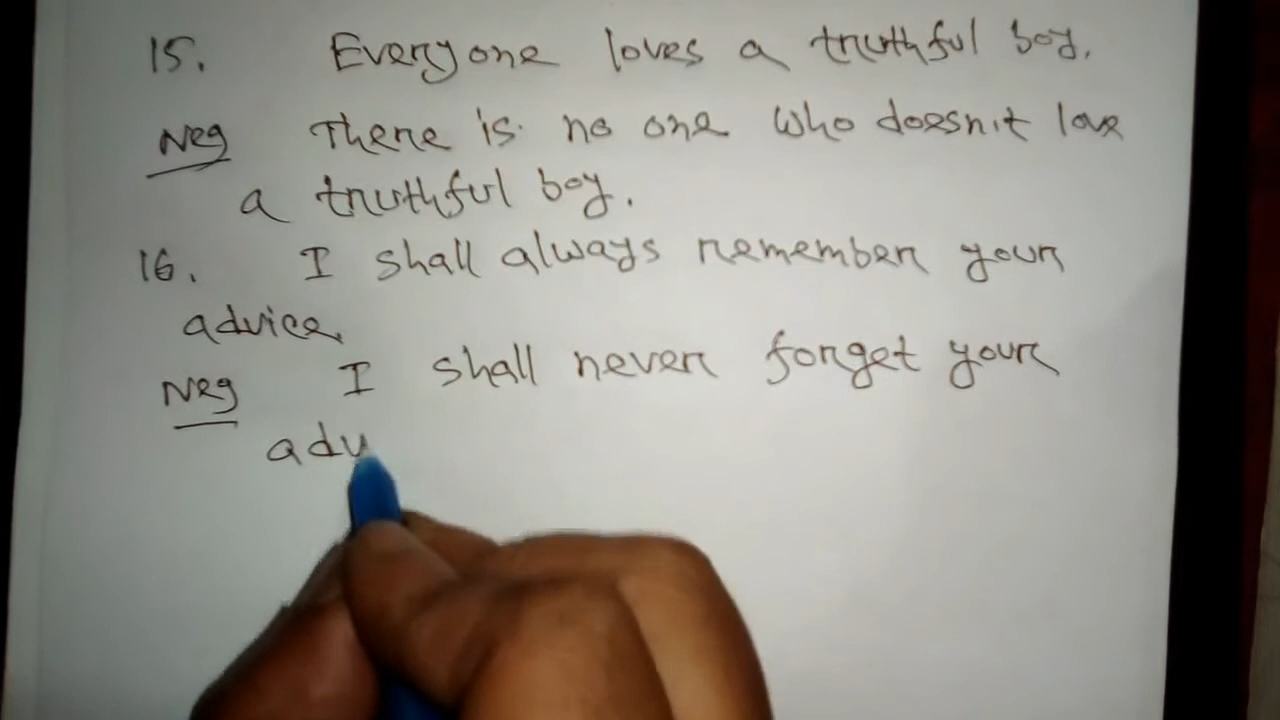 15. Everyone loves a truthful boy.
Neg There is no one who doesn't love
a truthful boy.
16. I shall always remember your
advice.
Neg I shall never forget your
adv